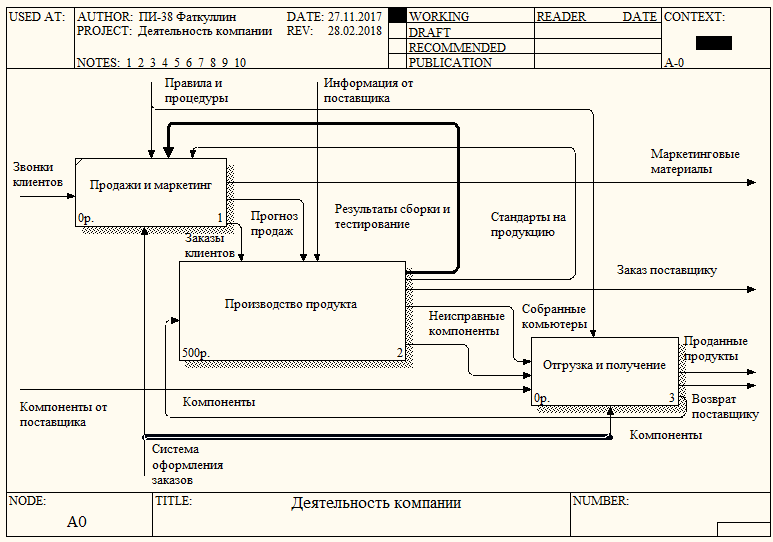 USED AT:
AUTHOR: ПИ-38 Фаткуллин
DATE: 27.11.2017
PROJECT: Деятельность компании
REV: 28.02.2018
NOTES: 1 2 3 4 5 6 7 8 9 10
WORKING
DRAFT
RECOMMENDED
PUBLICATION
READER
DATE
CONTEXT:
A-0
Правила и
процедуры
Информация от
поставщика
Звонки
клиентов
Продажи и маркетинг
0р.
1
Маркетинговые
материалы
Прогноз
продаж
Результаты сборки и
тестирование
Стандарты на
продукцию
Заказы
клиентов
Заказ поставщику
Производство продукта
500р.
2
Неисправные
компоненты
Собранные
комьютеры
Отгрузка и получение
0р.
3
Проданные
продукты
Компоненты от
поставщика
Компоненты
Возврат
поставщику
Компоненты
Система
оформления
заказов
NODE:
A0
TITLE:
Деятельность компании
NUMBER: